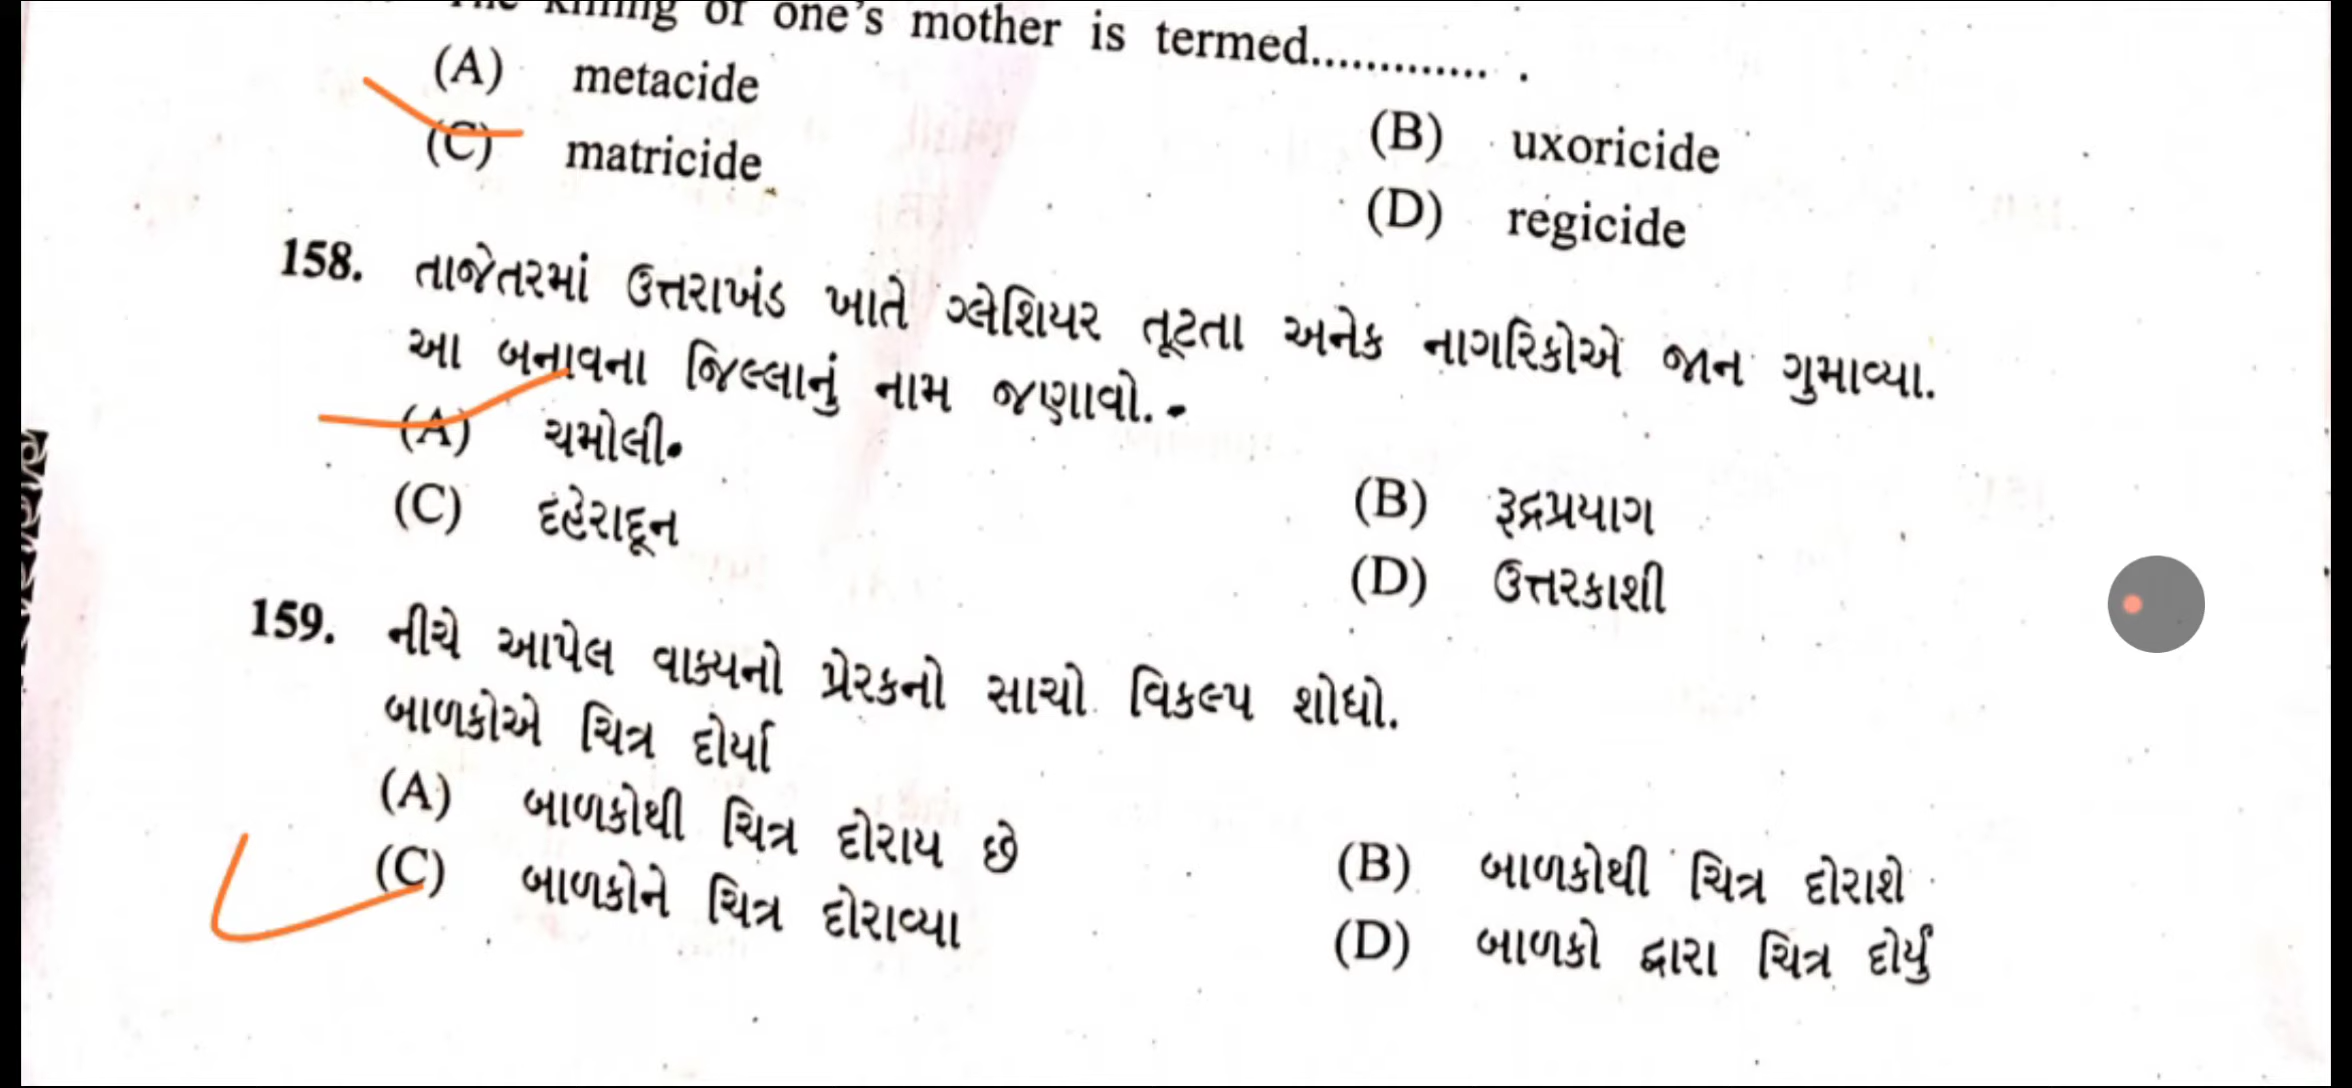 killing of one's mother is termed............. .
(A) metacide
(B) uxoricide
(C) matricide
(D) regicide
158. તાજેતરમાં ઉત્તરાખંડ ખાતે ગ્લેશિયર તૂટતા અનેક નાગરિકોએ જાન ગુમાવ્યા.
આ બનાવના જિલ્લાનું નામ જણાવો.
(A) ચમોલી
(B) રૂદ્રપ્રયાગ
(C) દહેરાદૂન
(D) ઉત્તરકાશી
159. નીચે આપેલ વાક્યનો પ્રેરકનો સાચો વિકલ્પ શોધો.
બાળકોએ ચિત્ર દોર્યા
(A) બાળકોથી ચિત્ર દોરાય છે
(B) બાળકોથી ચિત્ર દોરાશે
(C) બાળકોને ચિત્ર દોરાવ્યા
(D) બાળકો દ્વારા ચિત્ર દોર્યું